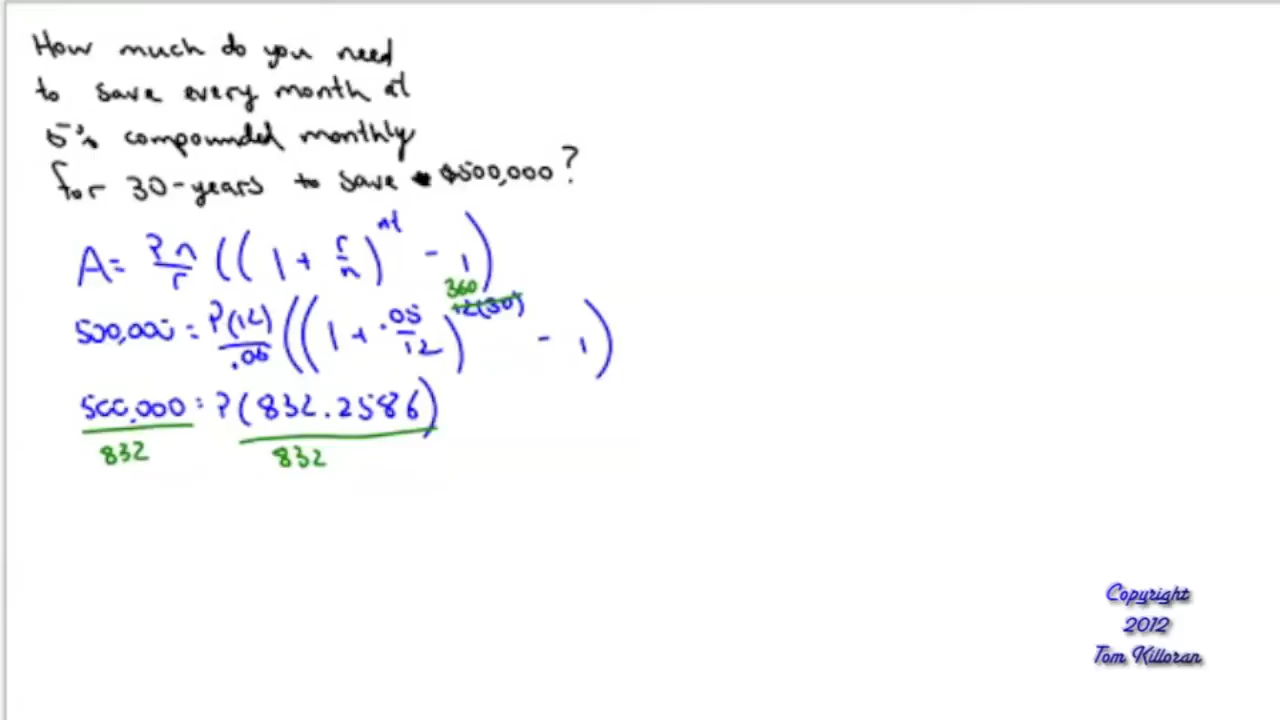 How much do you need
to save every month at
5% compounded monthly
for 30-years to save $500,000?
A = Pn/r ((1 + r/n)^nt - 1)
360
500,000 = P(12)/.05 ((1 + .05/12)^12(30) - 1)
500,000 = P(832.2586)
832 832
Copyright
2012
Tom Killoran